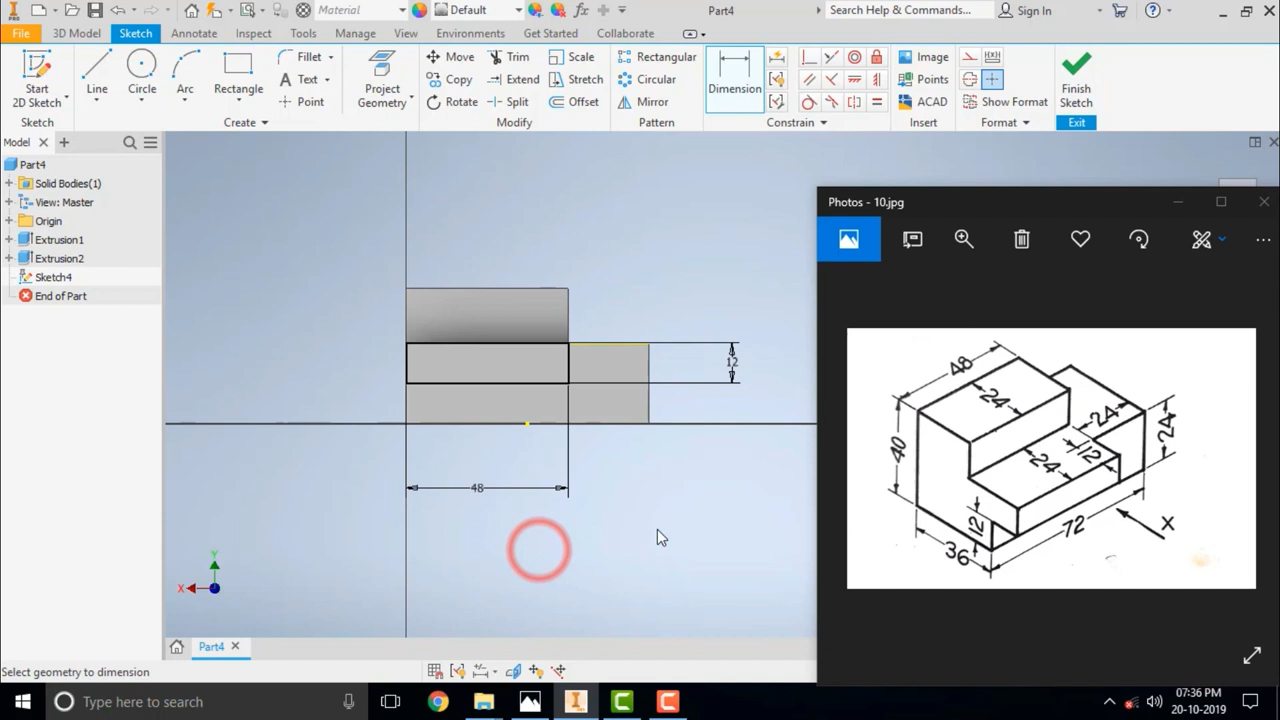 Material
Default
fx
Part4
Search Help & Commands...
Sign In
File
3D Model
Sketch
Annotate
Inspect
Tools
Manage
View
Environments
Get Started
Collaborate
Start
2D Sketch
Line
Circle
Arc
Rectangle
Fillet
Text
Point
Project
Geometry
Move
Copy
Rotate
Trim
Extend
Split
Scale
Stretch
Offset
Rectangular
Circular
Mirror
Dimension
Image
Points
ACAD
Show Format
Finish
Sketch
Sketch
Create
Modify
Pattern
Constrain
Insert
Format
Exit
Model
Part4
Solid Bodies(1)
View: Master
Origin
Extrusion1
Extrusion2
Sketch4
End of Part
12
48
Y
X
Photos - 10.jpg
48
24
24
24
40
12
24
12
36
72
X
Part4
Select geometry to dimension
Type here to search
07:36 PM
20-10-2019